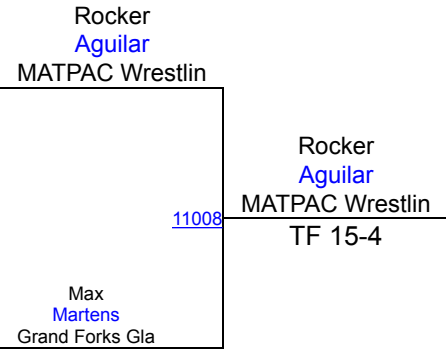 Rocker
Aguilar
MATPAC Wrestlin
Rocker
Aguilar
MATPAC Wrestlin
11008
TF 15-4
Max
Martens
Grand Forks Gla